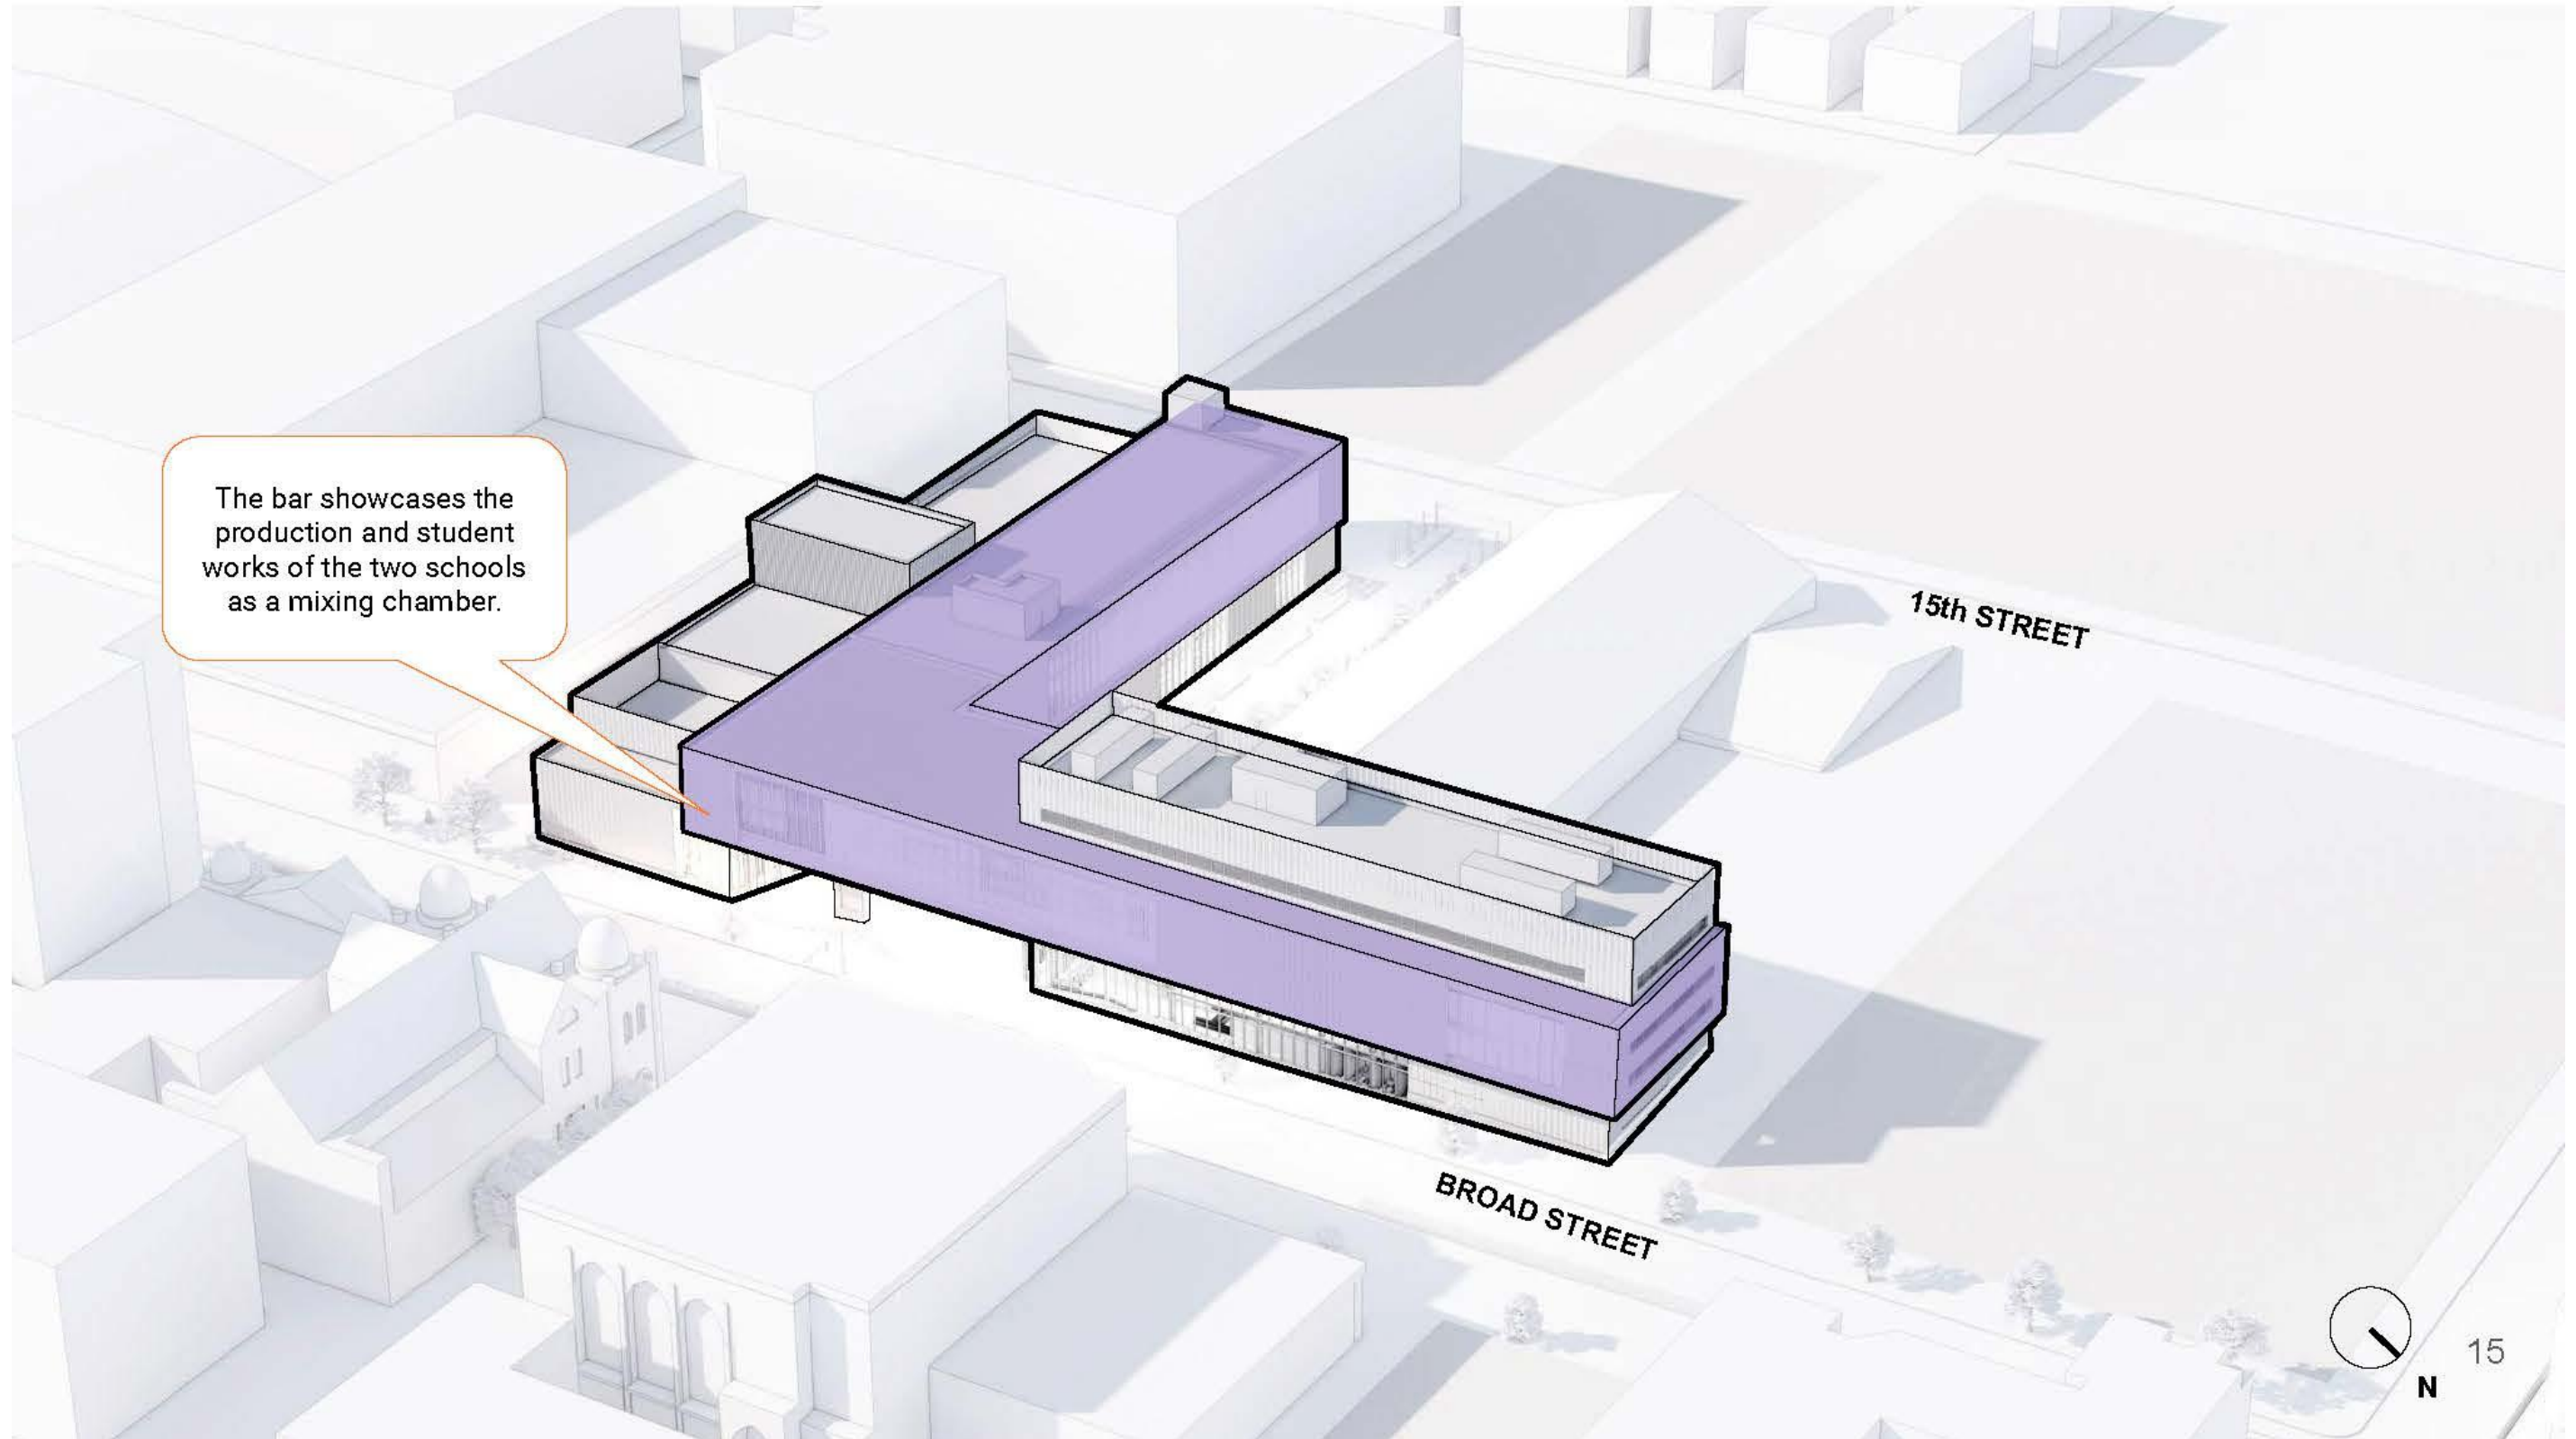 The bar showcases the
production and student
works of the two schools
as a mixing chamber.
15th STREET
BROAD STREET
N
15